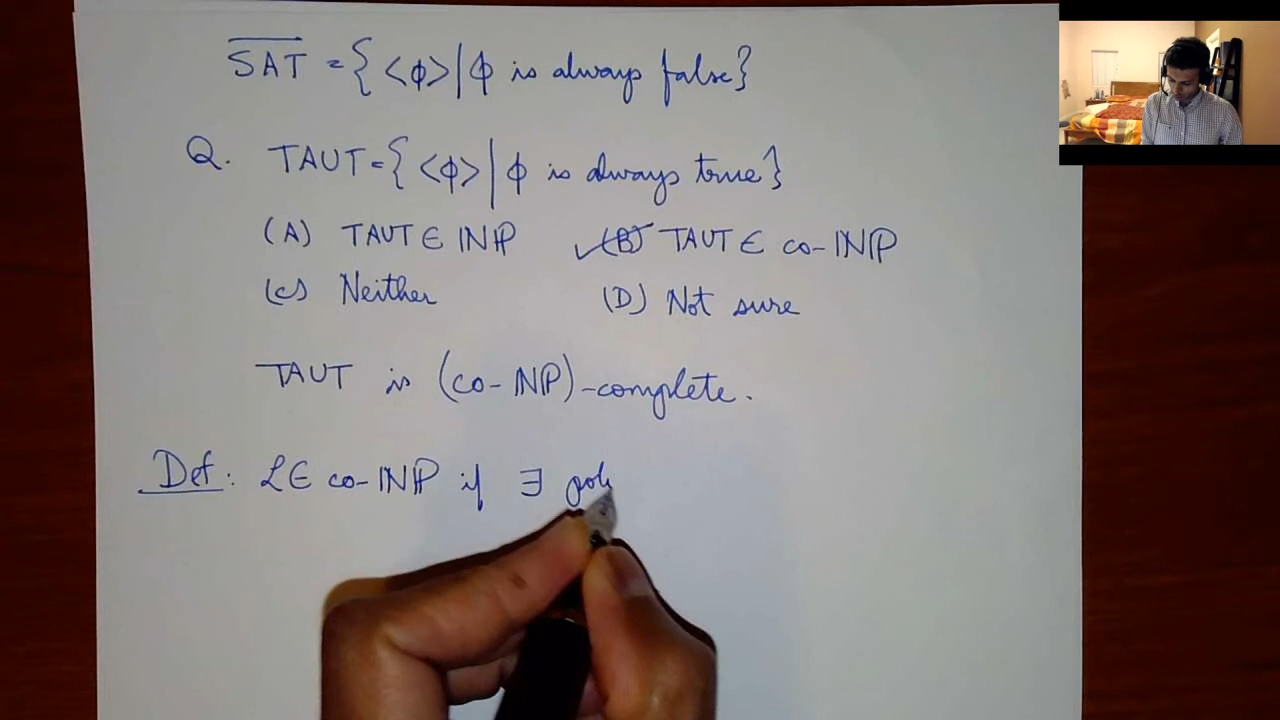 \overline{SAT} = { <ϕ> | ϕ is always false }
Q. TAUT = { <ϕ> | ϕ is always true }
(A) TAUT ∈ NP ✓(B) TAUT ∈ co-NP
(C) Neither (D) Not sure
TAUT is (co-NP)-complete.
Def: L ∈ co-NP if ∃ pol